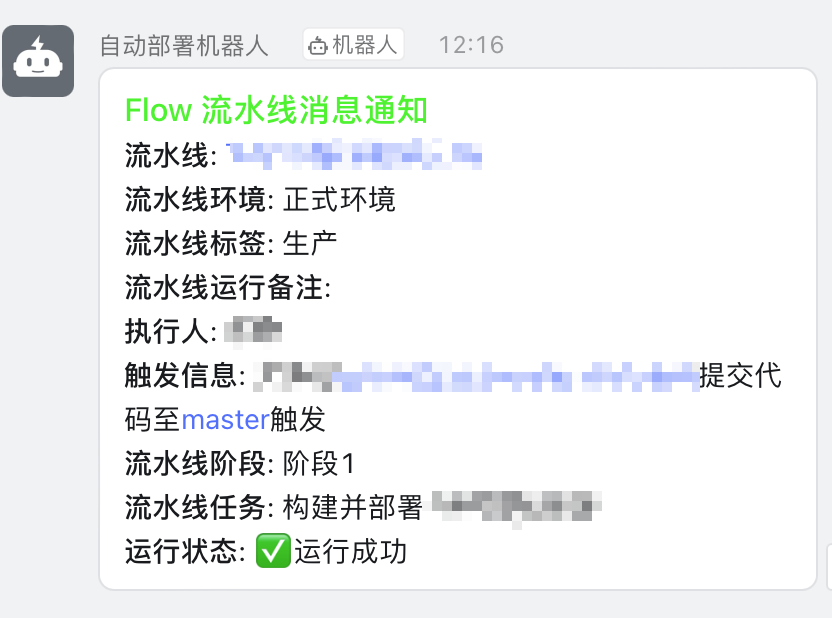 自动部署机器人 机器人 12:16
Flow 流水线消息通知
流水线:
流水线环境: 正式环境
流水线标签: 生产
流水线运行备注:
执行人:
触发信息: 提交代
码至master触发
流水线阶段: 阶段1
流水线任务: 构建并部署
运行状态: ✅运行成功